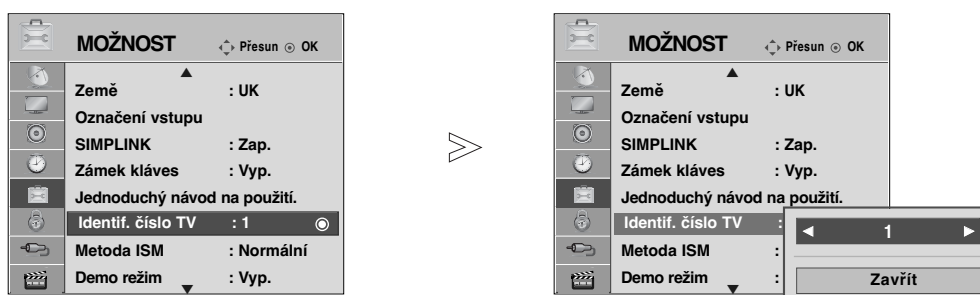 MOŽNOST Přesun OK
Země : UK
Označení vstupu
SIMPLINK : Zap.
Zámek kláves : Vyp.
Jednoduchý návod na použití.
Identif. číslo TV : 1
Metoda ISM : Normální
Demo režim : Vyp.
MOŽNOST Přesun OK
Země : UK
Označení vstupu
SIMPLINK : Zap.
Zámek kláves : Vyp.
Jednoduchý návod na použití.
Identif. číslo TV :
Metoda ISM :
Demo režim :
1
Zavřít